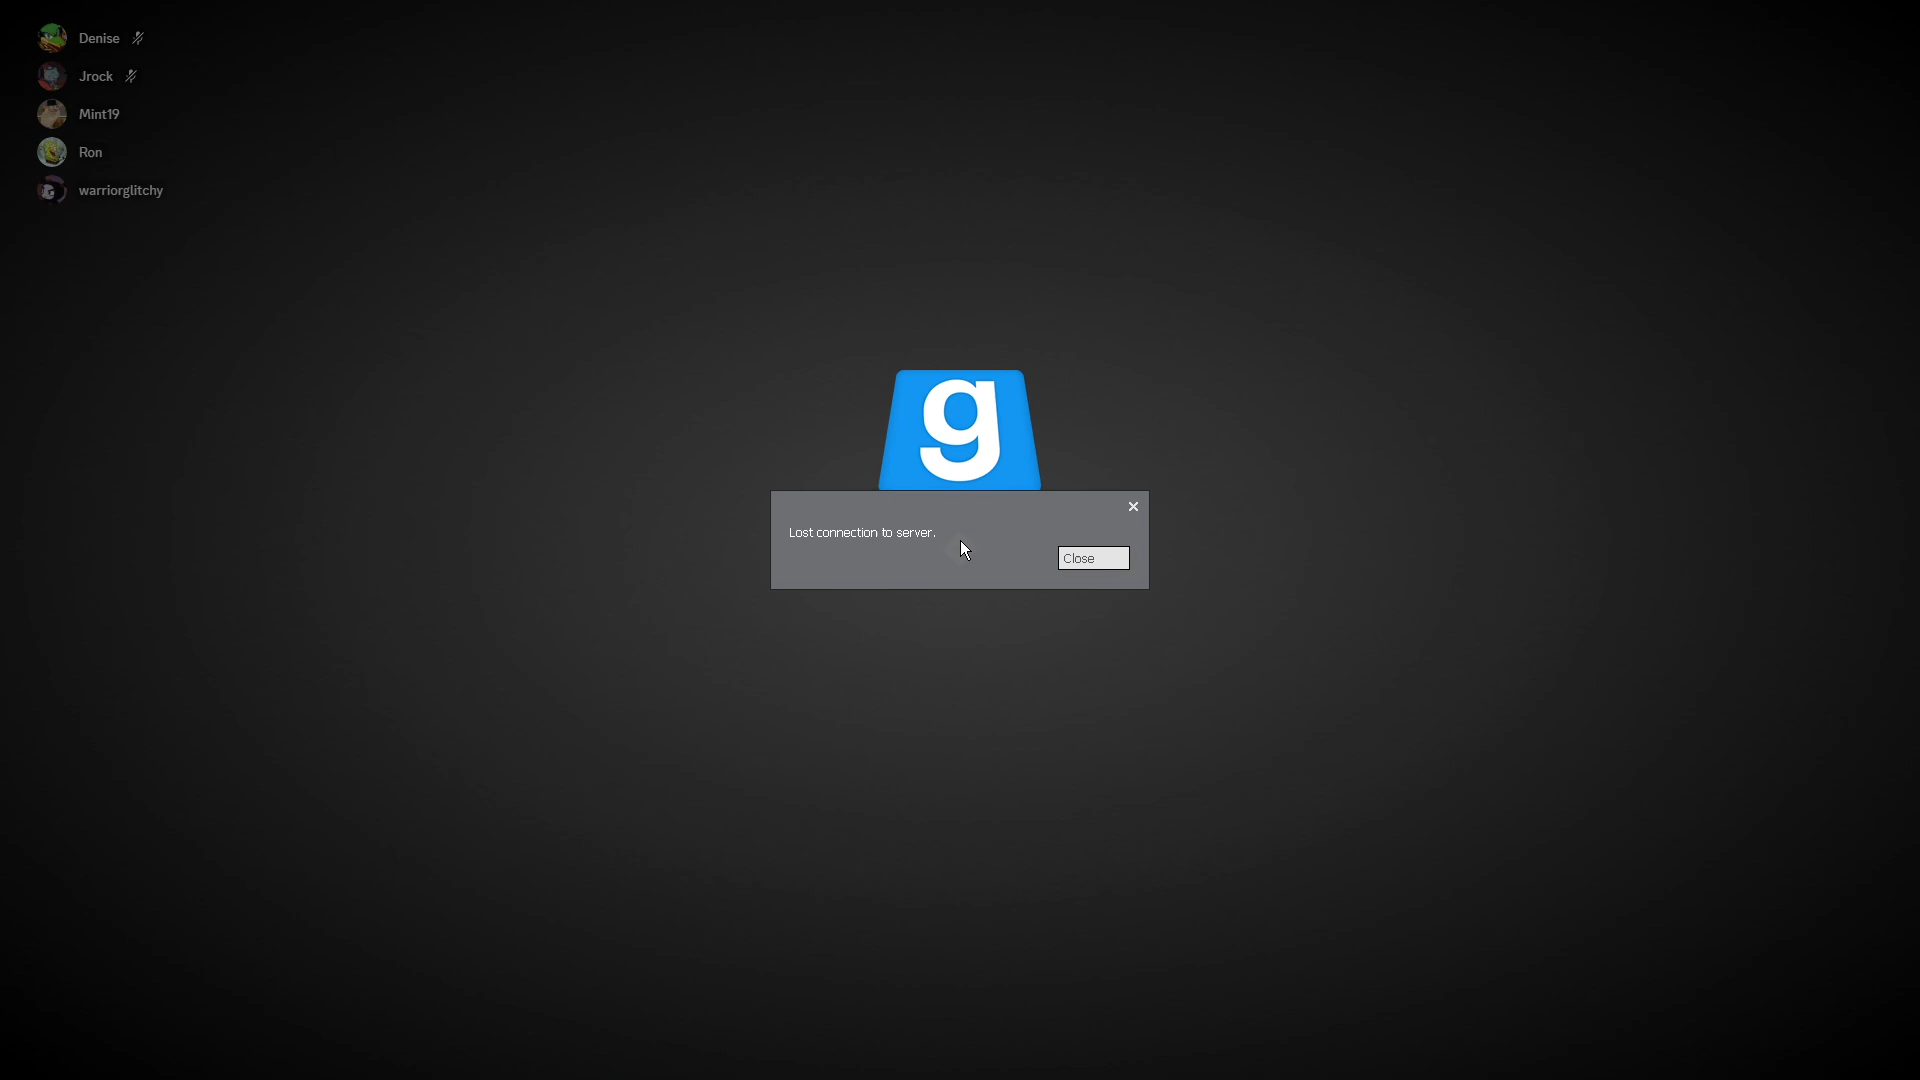 Denise
Jrock
Mint19
Ron
warriorglitchy
g
Lost connection to server.
Close